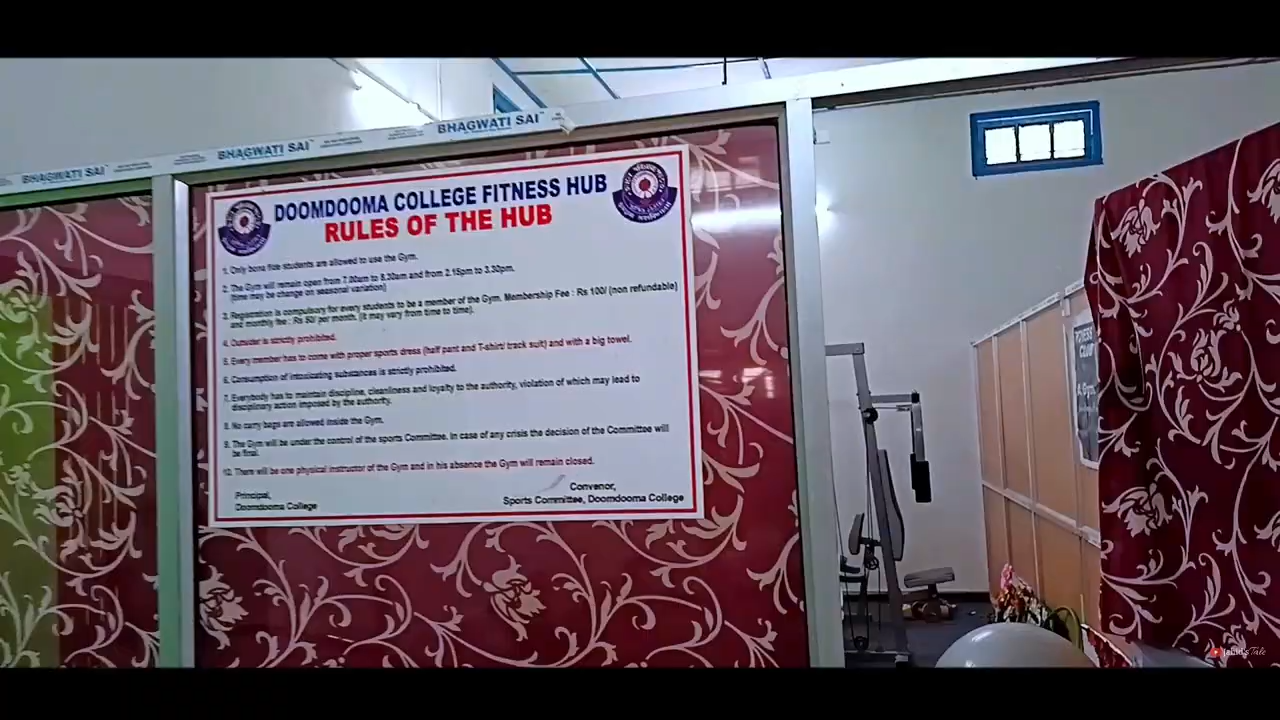 BHAGWATI SAI
BHAGWATI SAI
BHAGWATI SAI
DOOMDOOMA COLLEGE FITNESS HUB
RULES OF THE HUB
1. Only bona fide students are allowed to use the Gym.
2. The Gym will remain open from 7.00am to 8.30am and from 2.15pm to 3.30pm.
(time may be change on seasonal variation)
3. Registration is compulsory for every students to be a member of the Gym. Membership Fee : Rs 100/ (non refundable)
and monthly fee : Rs 50/ per month. (it may vary from time to time).
4. Outsider is strictly prohibited.
5. Every member has to come with proper sports dress (half pant and T-shirt/ track suit) and with a big towel.
6. Consumption of intoxicating substances is strictly prohibited.
7. Everybody has to maintain discipline, cleanliness and loyalty to the authority, violation of which may lead to
disciplinary action imposed by the authority.
8. No carry bags are allowed inside the Gym.
9. The Gym will be under the control of the sports Committee. In case of any crisis the decision of the Committee will
be final.
10. There will be one physical instructor of the Gym and in his absence the Gym will remain closed.
Principal,
Doomdooma College
Convenor,
Sports Committee, Doomdooma College
FITNESS
CLUB